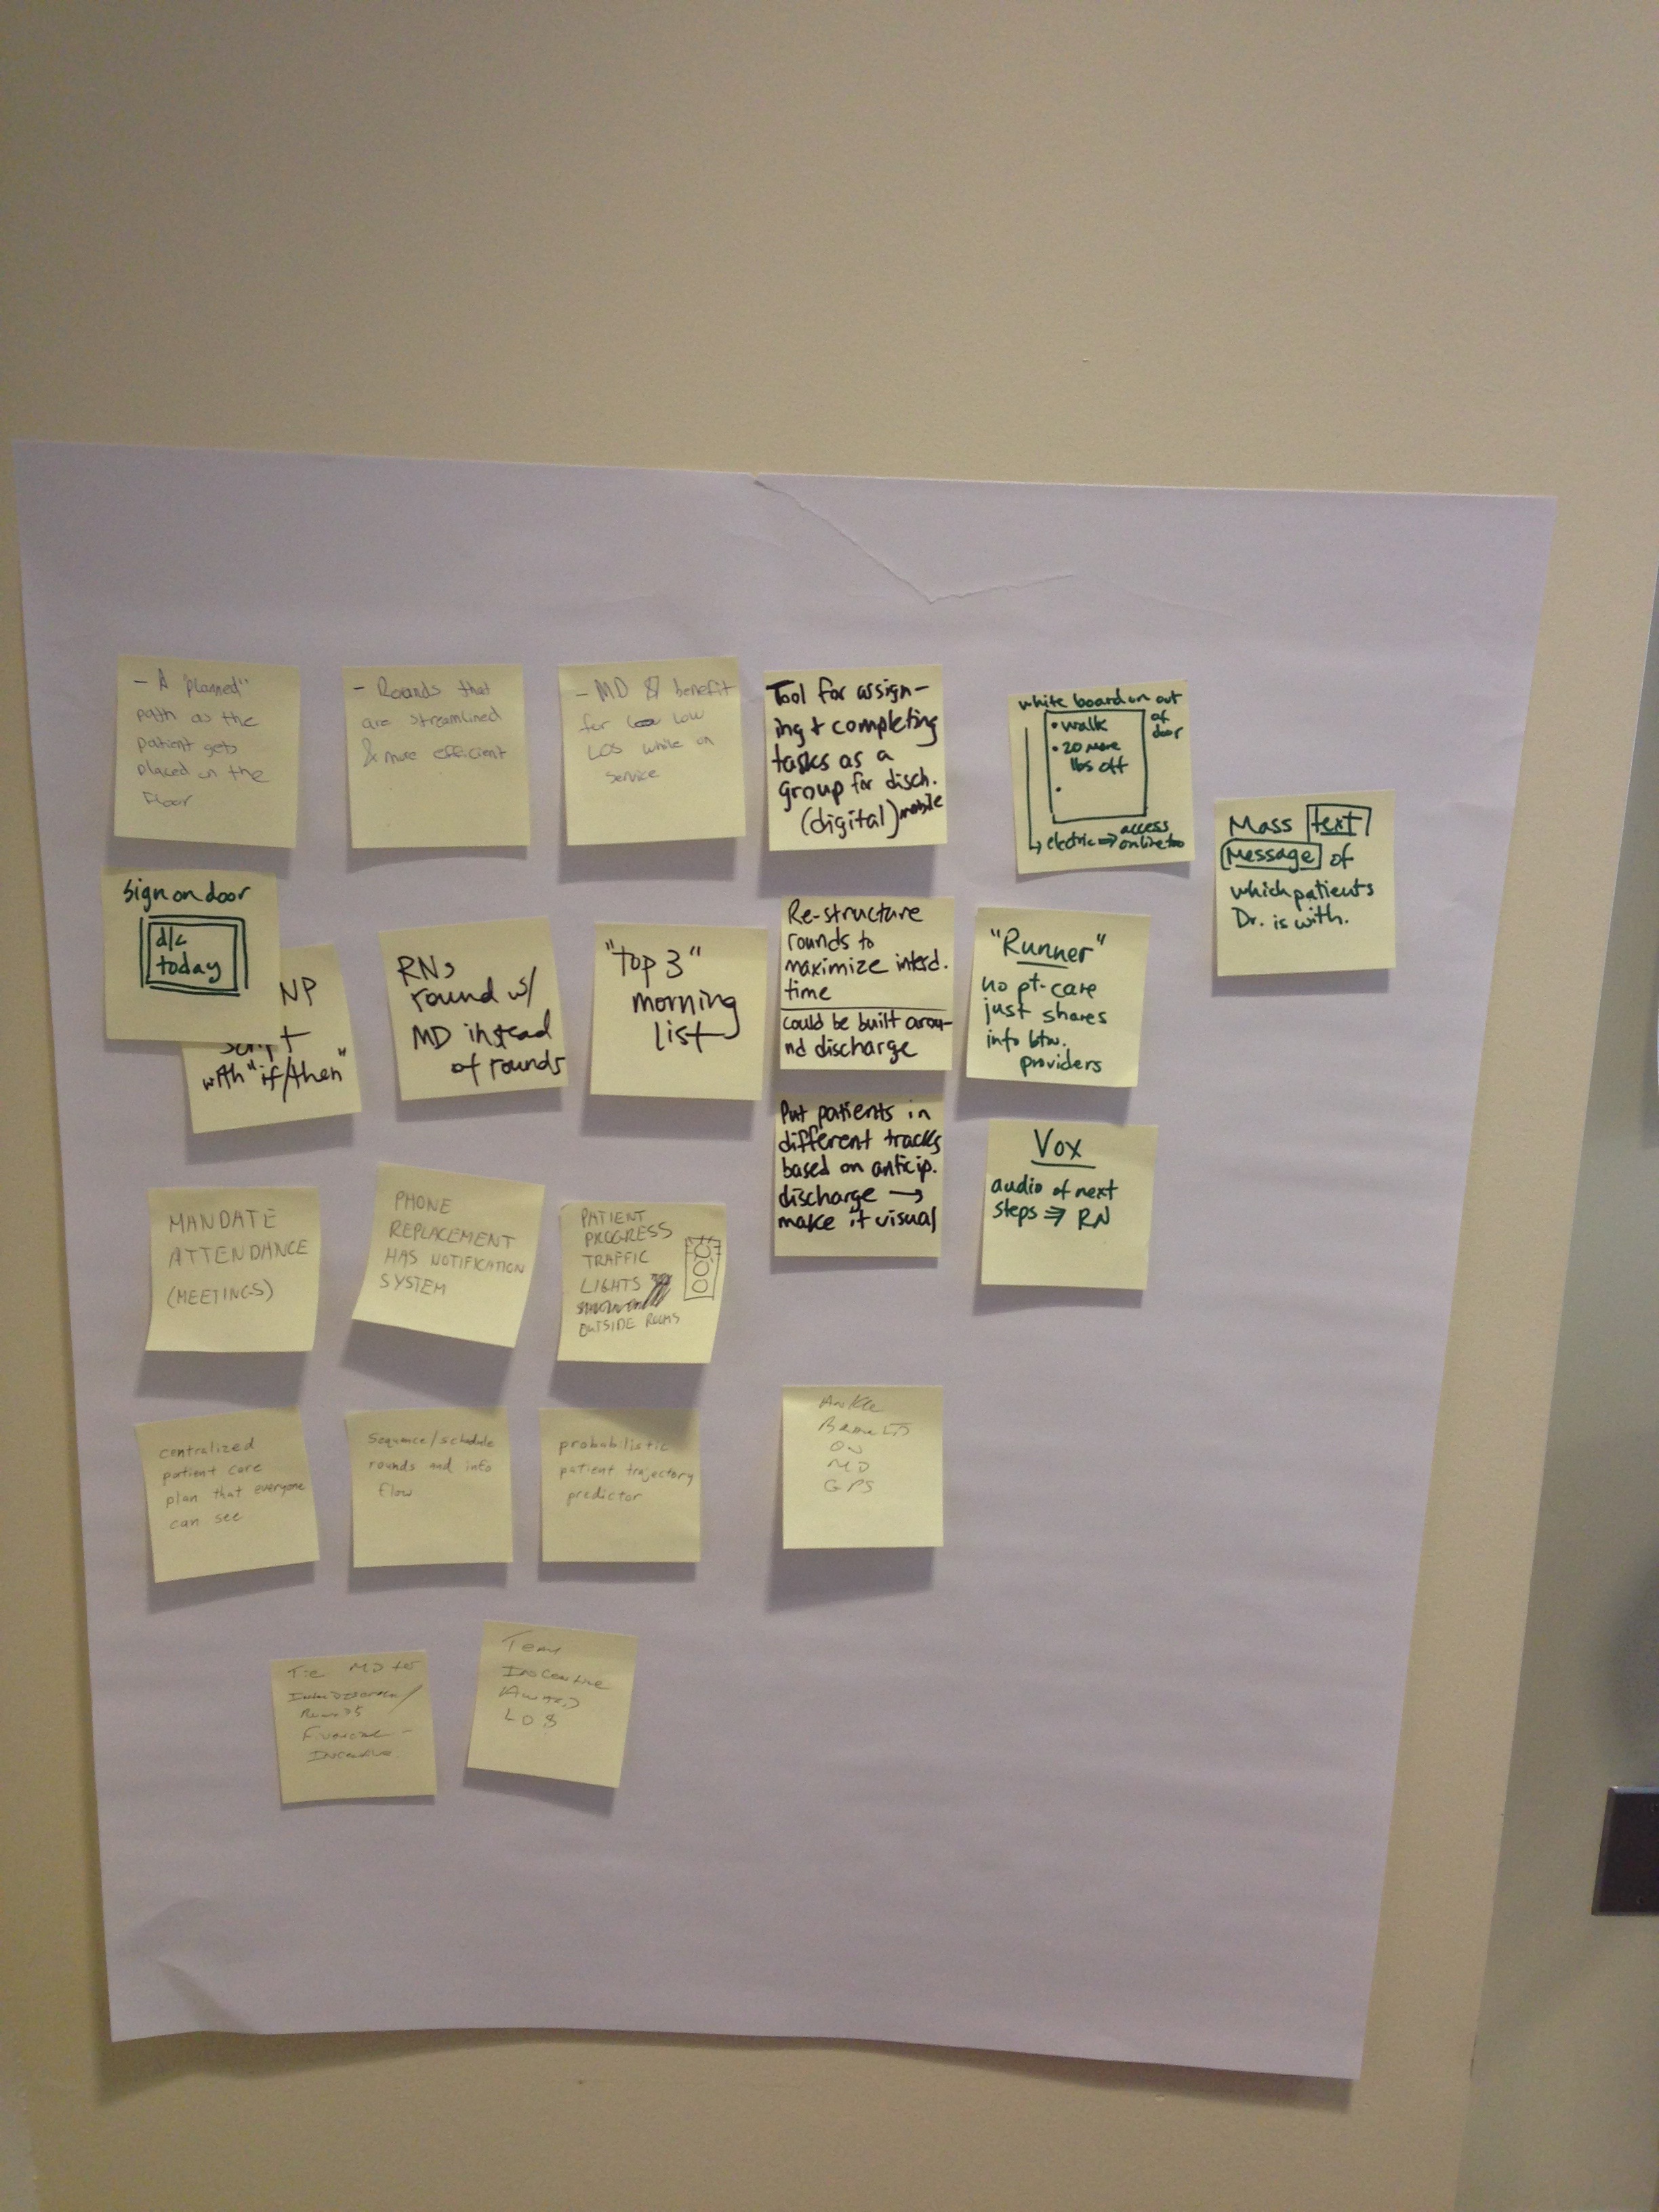 - A "planned"
path as the
patient gets
placed on the
Floor
- Rounds that
are streamlined
& more efficient
- MD $ benefit
for low
LOS while on
service
Tool for assign-
ing + completing
tasks as a
group for disch.
(digital) mobile
white board on out
of
door
• walk
• 20 more
lbs off
•
↳ electric ⇒ access
online too
Mass text
message of
which patients
Dr. is with.
sign on door
d/c
today
NP
+
with "if/then"
RNs
round w/
MD instead
of rounds
"top 3"
morning
list
Re-structure
rounds to
maximize interd.
time
could be built arou-
nd discharge
"Runner"
no pt-care
just shares
info btw.
providers
Put patients in
different tracks
based on anticip.
discharge →
make it visual
Vox
audio of next
steps ⇒ RN
MANDATE
ATTENDANCE
(MEETINGS)
PHONE
REPLACEMENT
HAS NOTIFICATION
SYSTEM
PATIENT
PROGRESS
TRAFFIC
LIGHTS
OUTSIDE ROOMS
centralized
patient care
plan that everyone
can see
Sequence/schedule
rounds and info
flow
probabilistic
patient trajectory
predictor
Ankle
Bracelets
on
MD
GPS
Tie MD to
Financial -
Incentive
Team
Incentive
Award
LOS